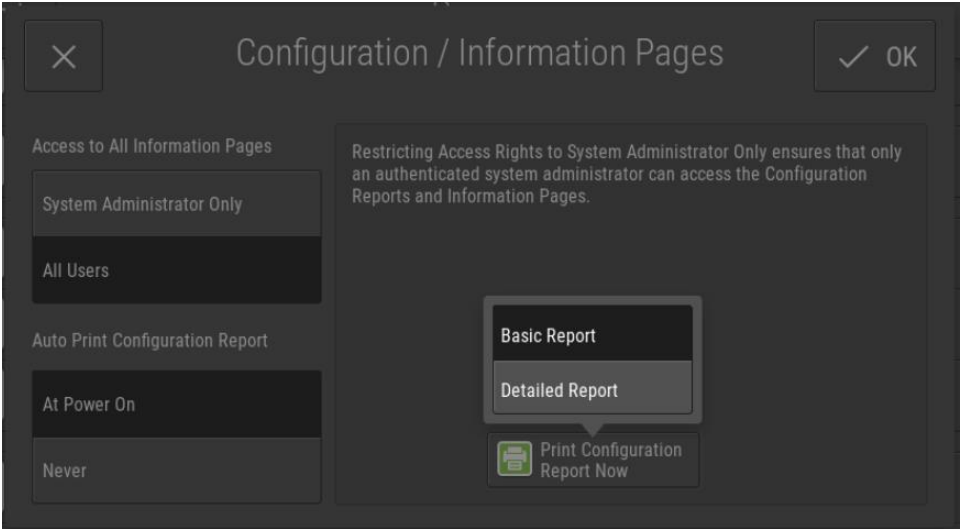 Configuration / Information Pages
OK
Access to All Information Pages
System Administrator Only
All Users
Auto Print Configuration Report
At Power On
Never
Restricting Access Rights to System Administrator Only ensures that only
an authenticated system administrator can access the Configuration
Reports and Information Pages.
Basic Report
Detailed Report
Print Configuration
Report Now